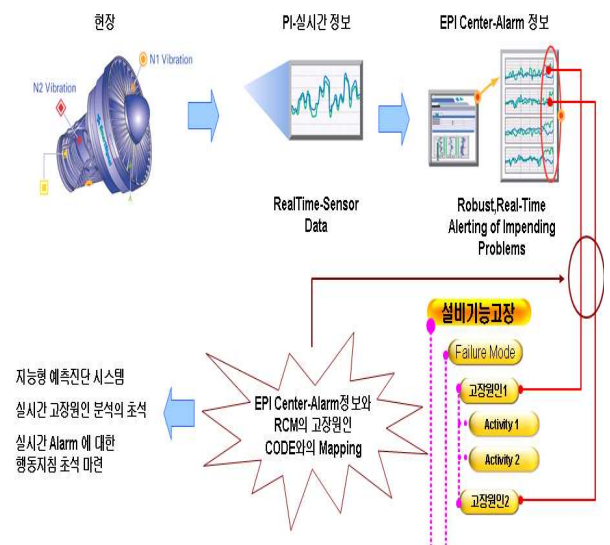 현장
PI-실시간 정보
EPI Center-Alarm 정보
N1 Vibration
N2 Vibration
RealTime-Sensor
Data
Robust,Real-Time
Alerting of Impending
Problems
설비기능고장
Failure Mode
고장원인1
Activity 1
Activity 2
고장원인2
EPI Center-Alarm정보와
RCM의 고장원인
CODE와의 Mapping
지능형 예측진단 시스템
실시간 고장원인 분석의 초석
실시간 Alarm 에 대한
행동지침 초석 마련